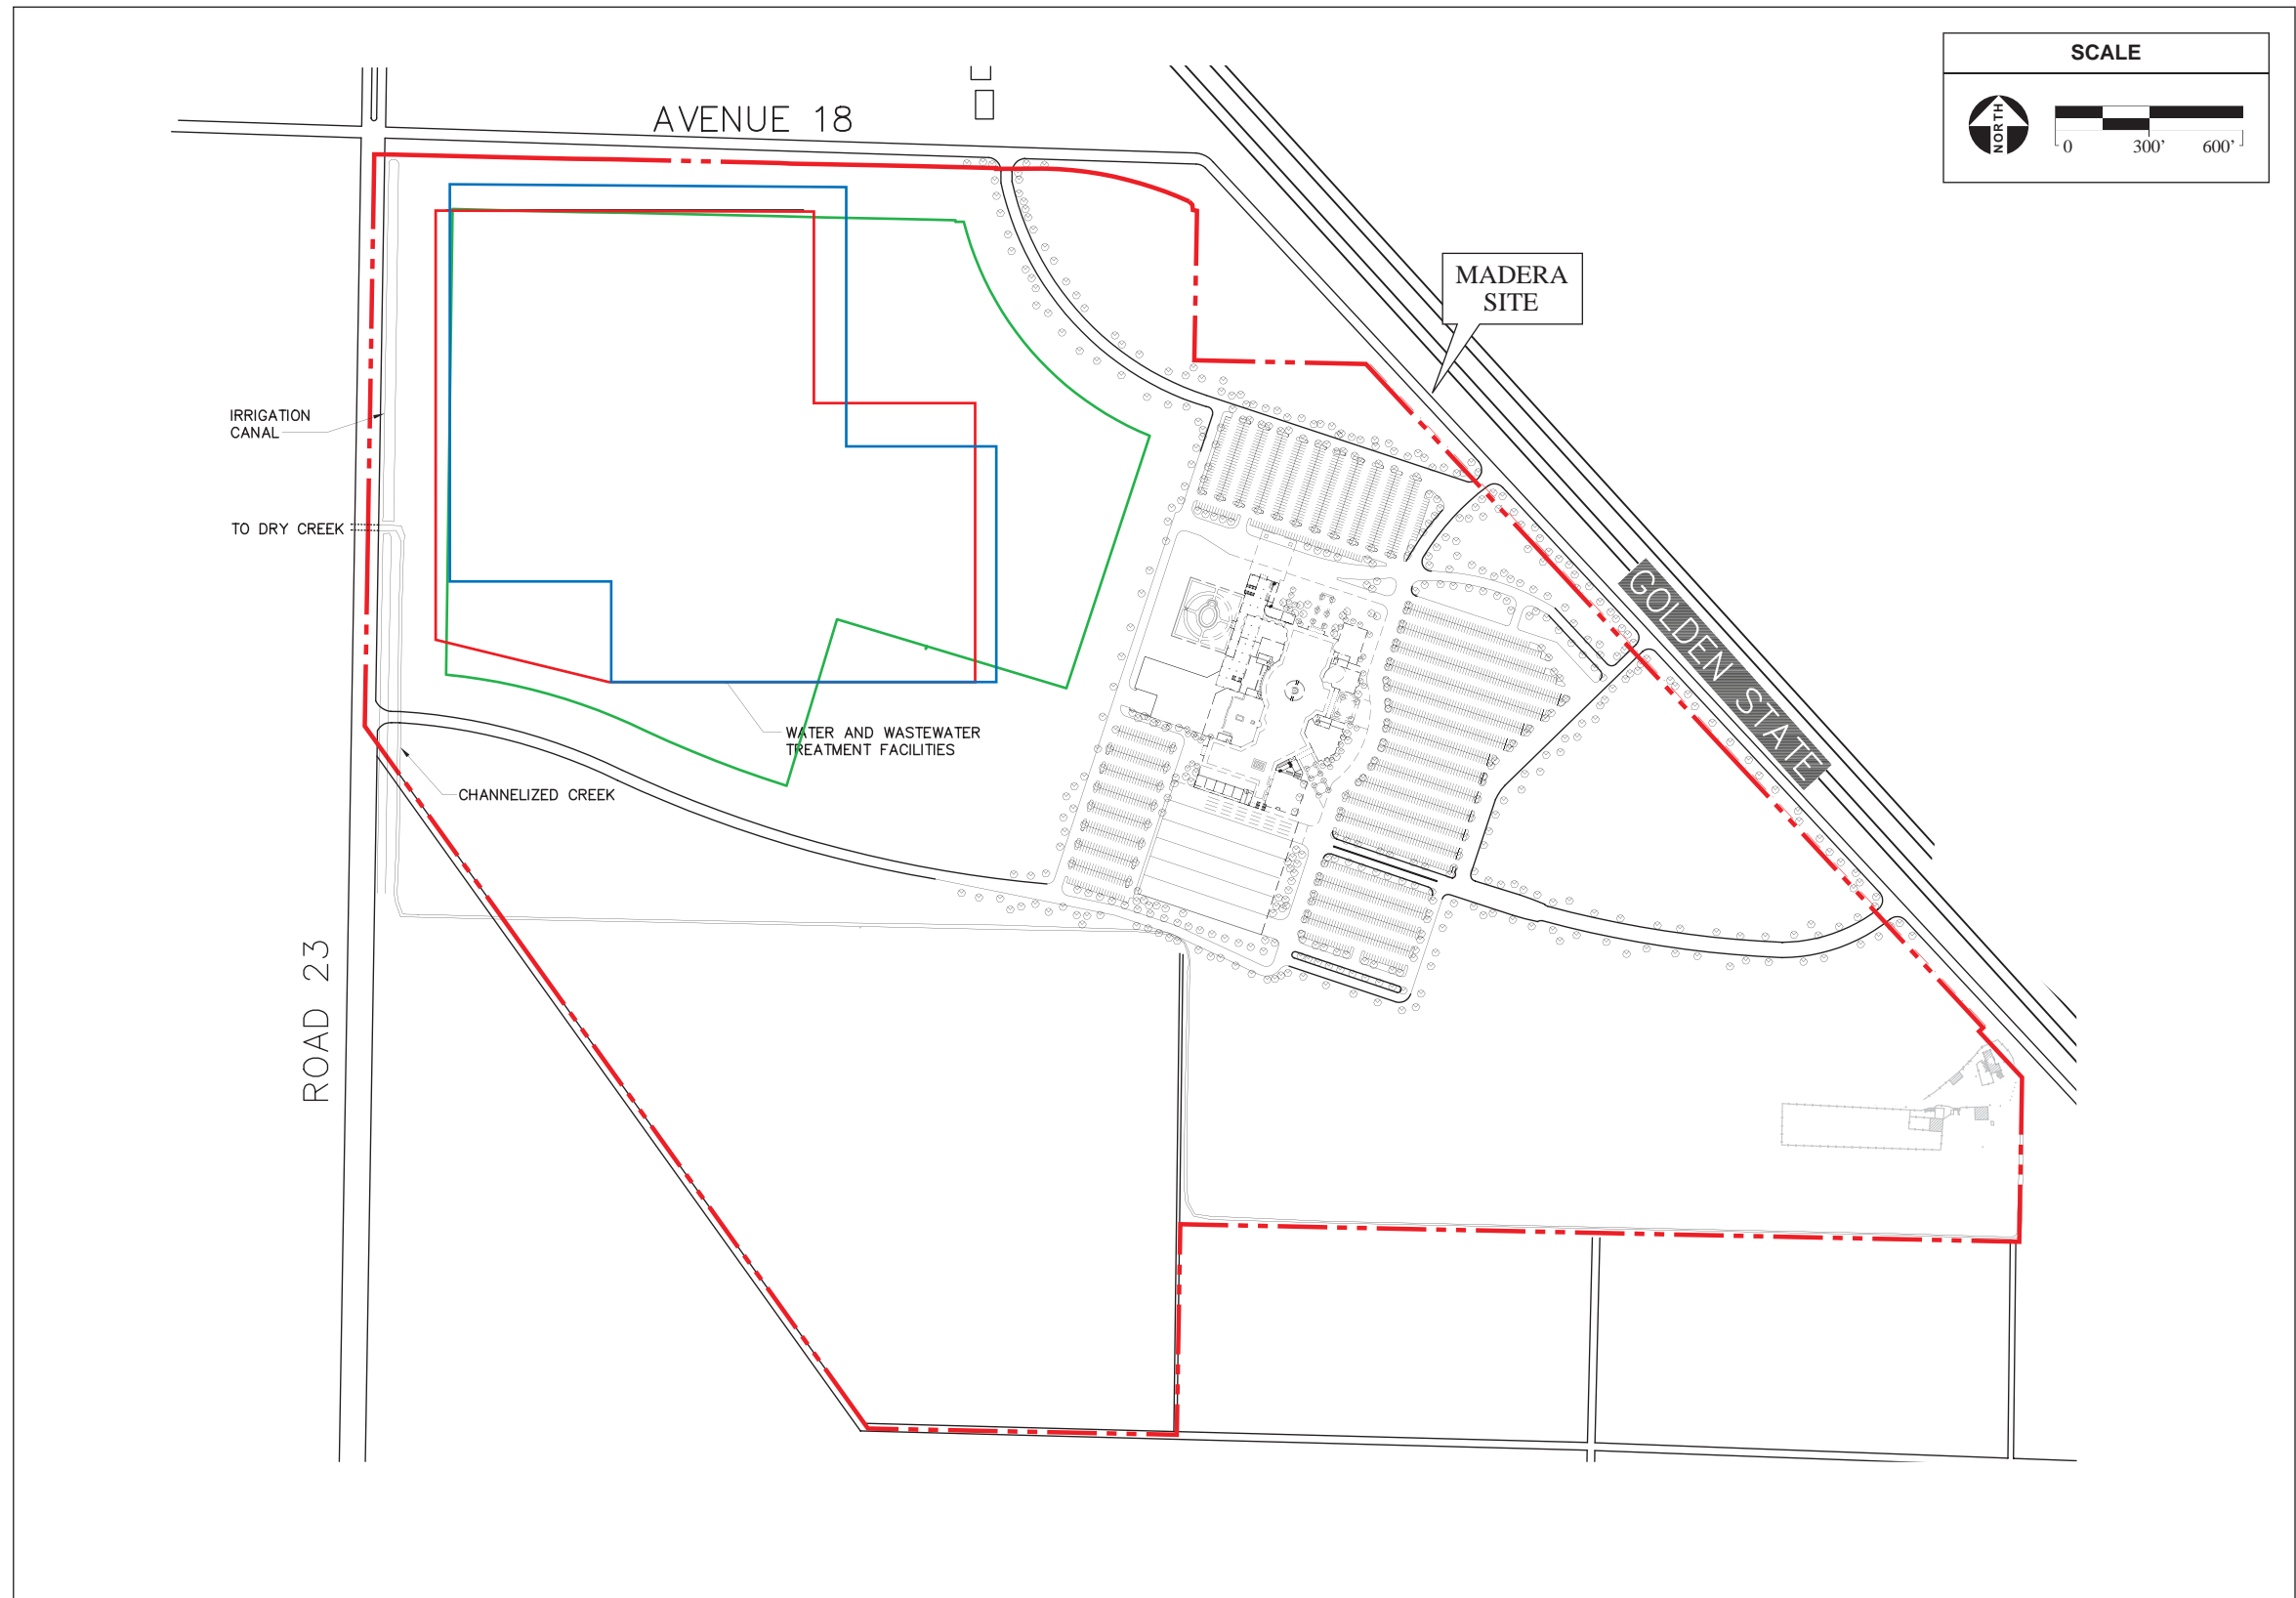 SCALE
NORTH
0 300' 600'
AVENUE 18
MADERA
SITE
IRRIGATION
CANAL
TO DRY CREEK
GOLDEN STATE
WATER AND WASTEWATER
TREATMENT FACILITIES
CHANNELIZED CREEK
ROAD 23